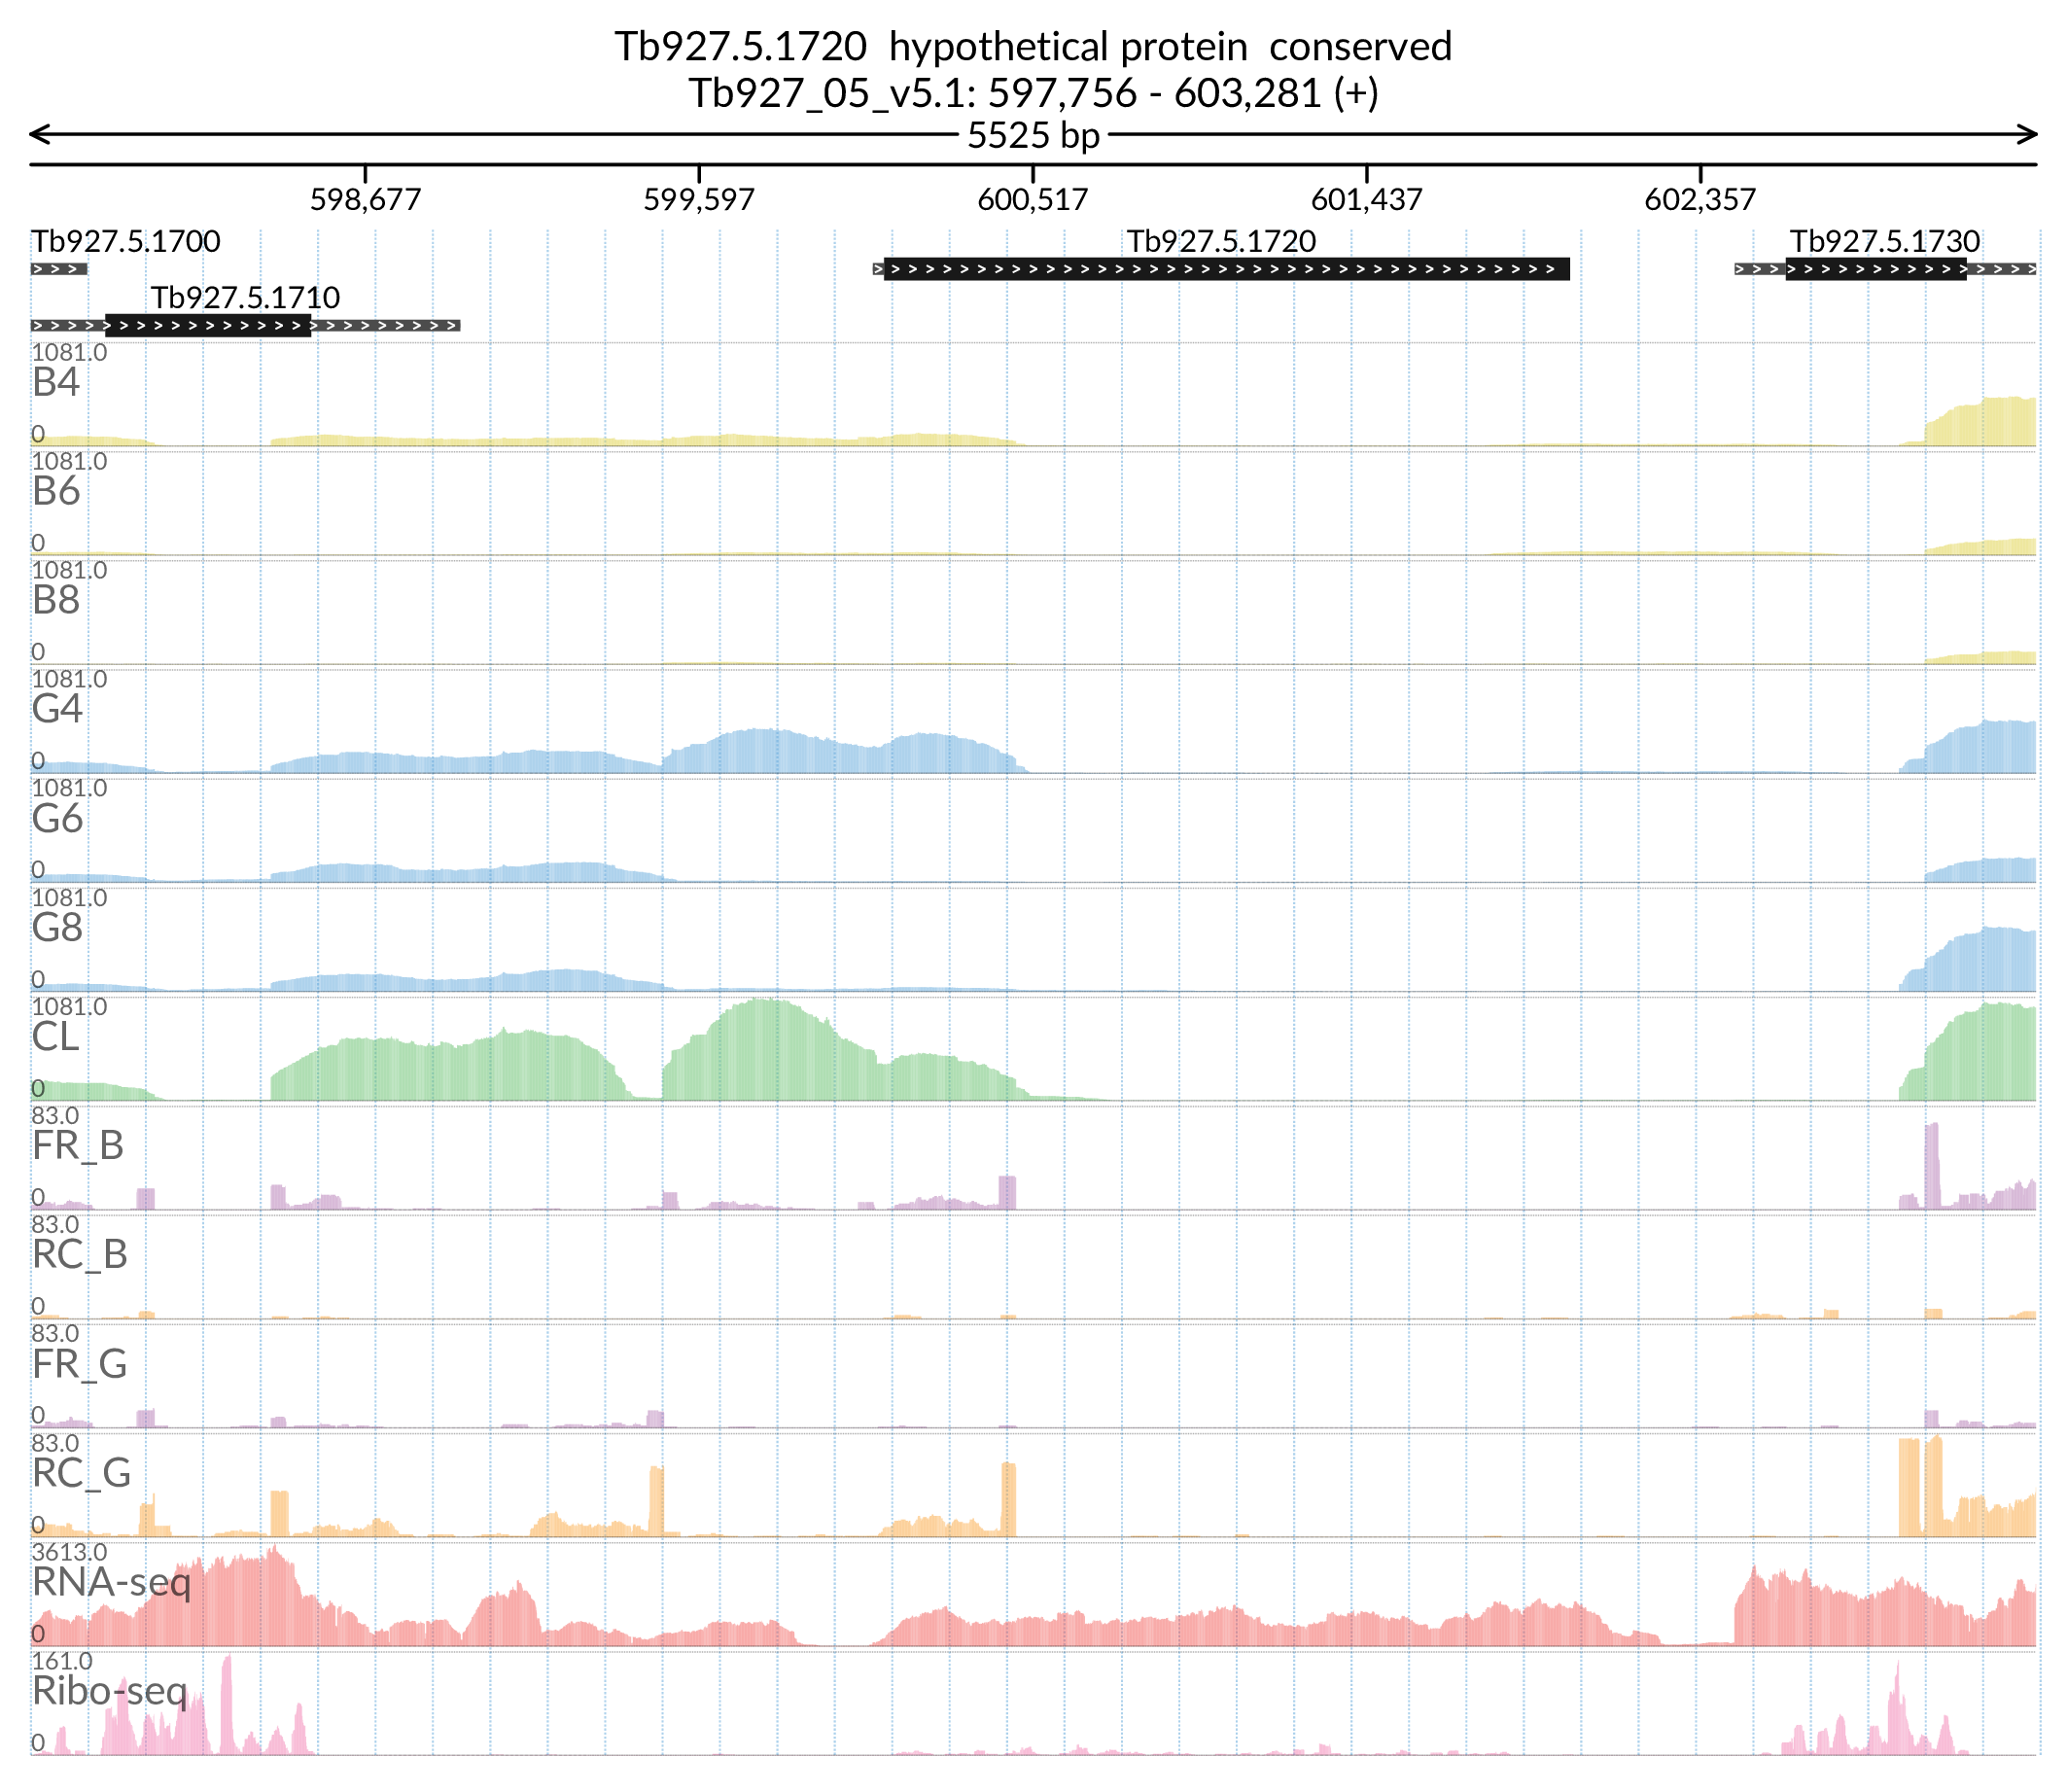 Tb927.5.1720  hypothetical protein  conserved
Tb927_05_v5.1: 597,756 - 603,281 (+)
5525 bp
598,677 599,597 600,517 601,437 602,357
Tb927.5.1700 Tb927.5.1720 Tb927.5.1730
Tb927.5.1710
1081.0
B4
0
1081.0
B6
0
1081.0
B8
0
1081.0
G4
0
1081.0
G6
0
1081.0
G8
0
1081.0
CL
0
83.0
FR_B
0
83.0
RC_B
0
83.0
FR_G
0
83.0
RC_G
0
3613.0
RNA-seq
0
161.0
Ribo-seq
0